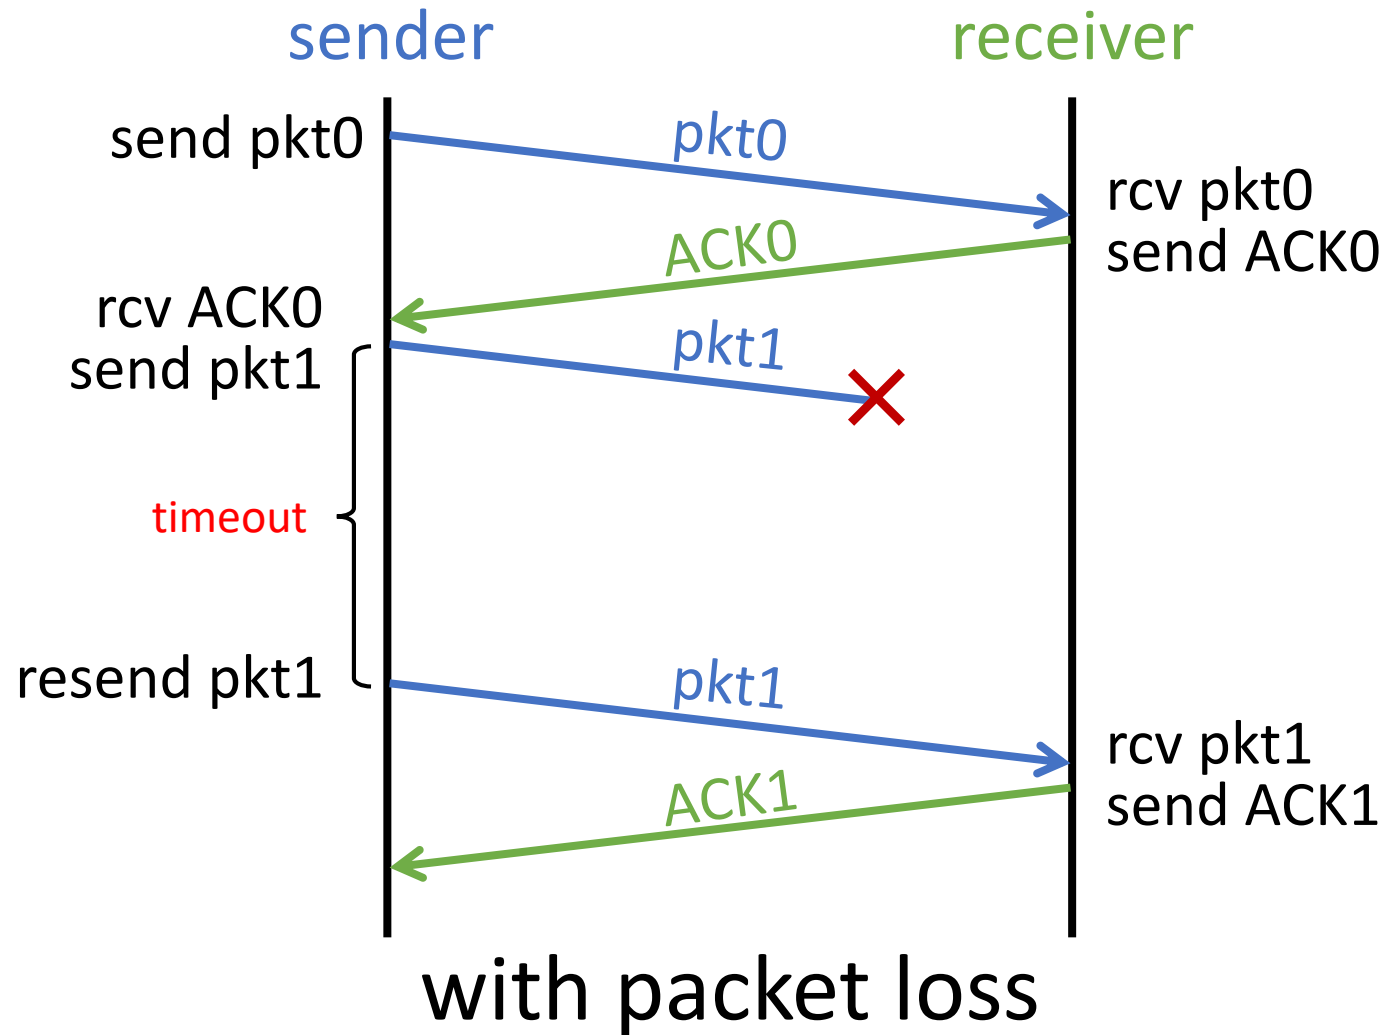 sender
receiver
send pkt0
pkt0
rcv pkt0
send ACK0
ACK0
rcv ACK0
send pkt1
pkt1
timeout
resend pkt1
pkt1
rcv pkt1
send ACK1
ACK1
with packet loss